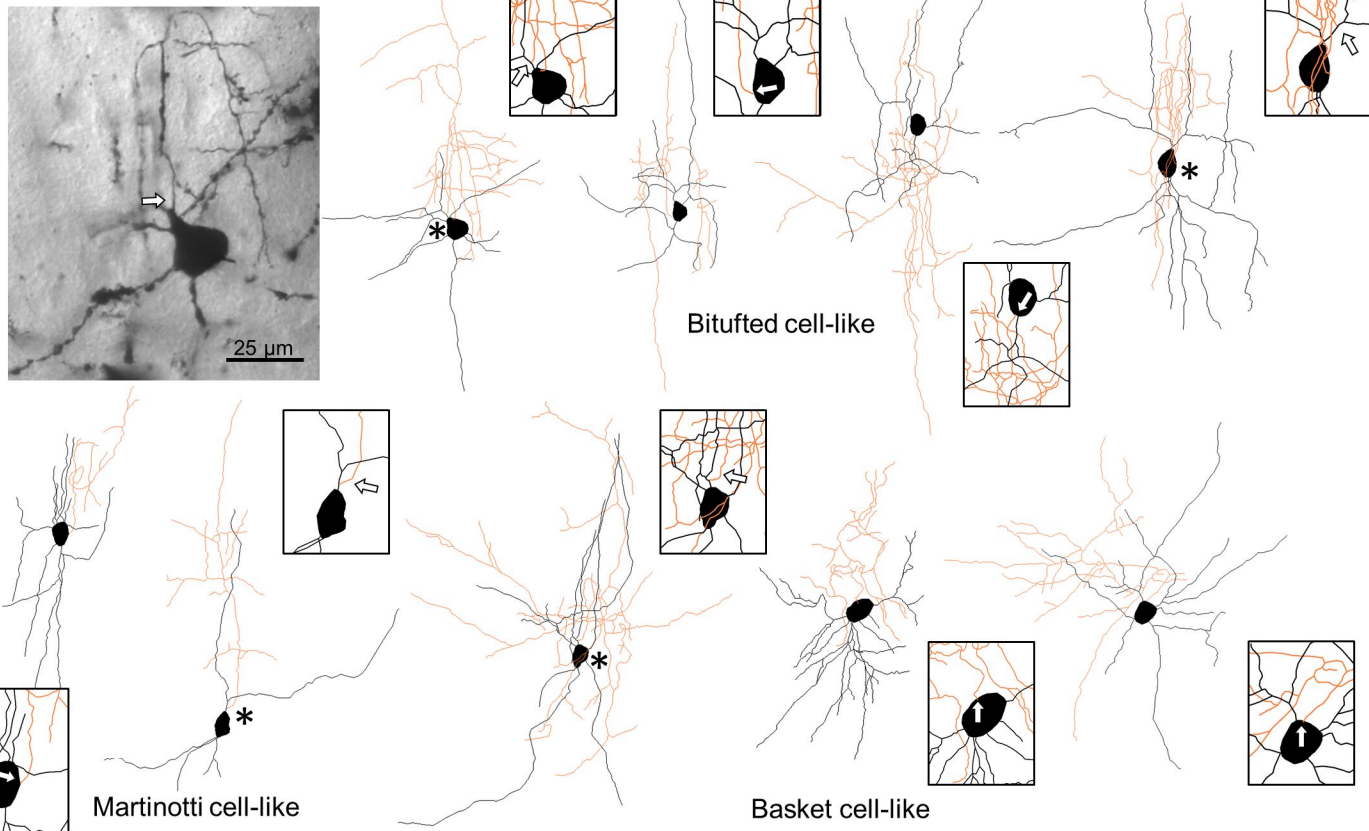 25 µm
Bitufted cell-like
*
*
*
*
Martinotti cell-like
Basket cell-like